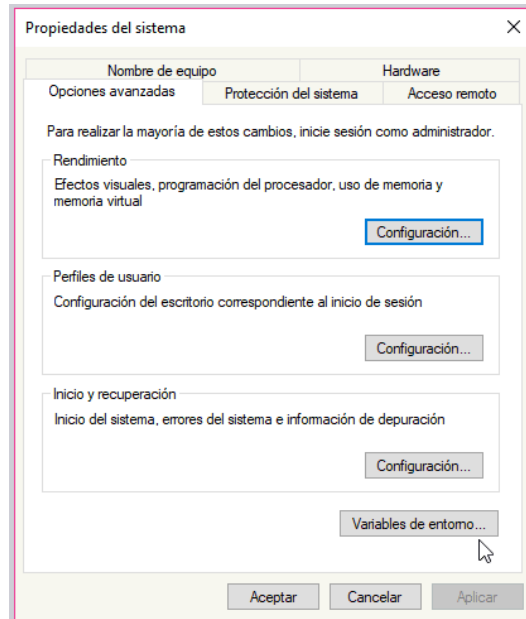 Propiedades del sistema
Nombre de equipo
Hardware
Opciones avanzadas
Protección del sistema
Acceso remoto
Para realizar la mayoría de estos cambios, inicie sesión como administrador.
Rendimiento
Efectos visuales, programación del procesador, uso de memoria y
memoria virtual
Configuración...
Perfiles de usuario
Configuración del escritorio correspondiente al inicio de sesión
Configuración...
Inicio y recuperación
Inicio del sistema, errores del sistema e información de depuración
Configuración...
Variables de entorno...
Aceptar
Cancelar
Aplicar